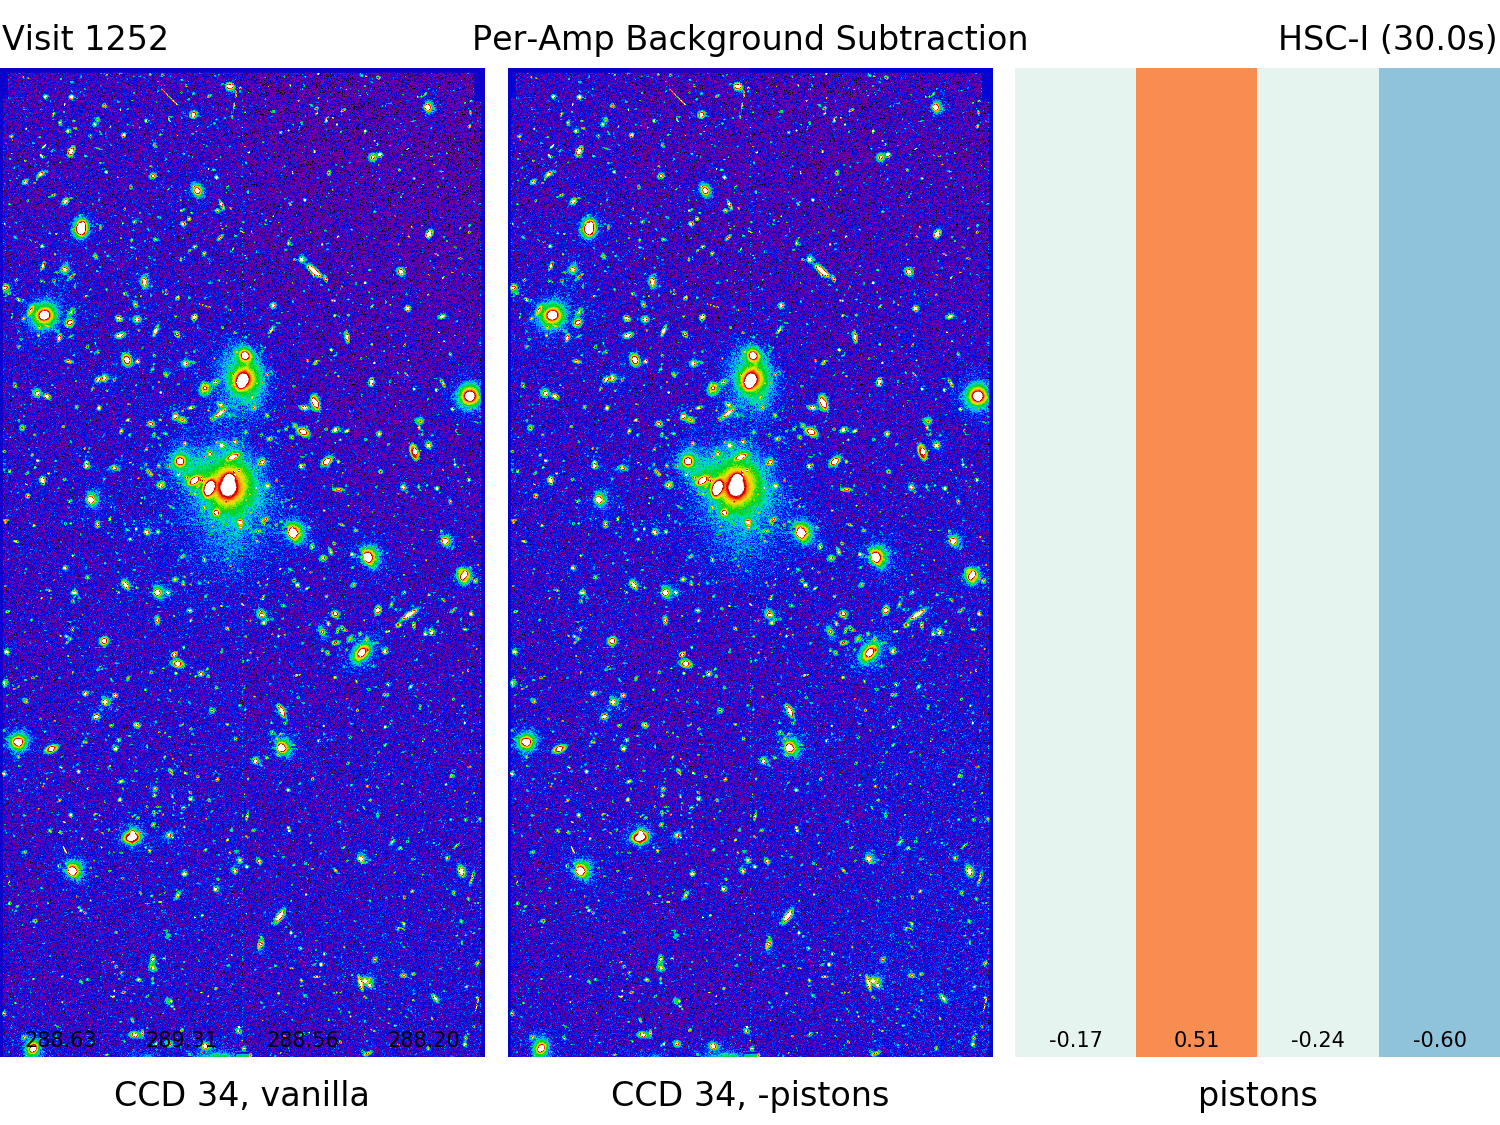 Visit 1252 Per-Amp Background Subtraction HSC-I (30.0s)
288.63 289.31 288.56 288.20 -0.17 0.51 -0.24 -0.60
CCD 34, vanilla CCD 34, -pistons pistons